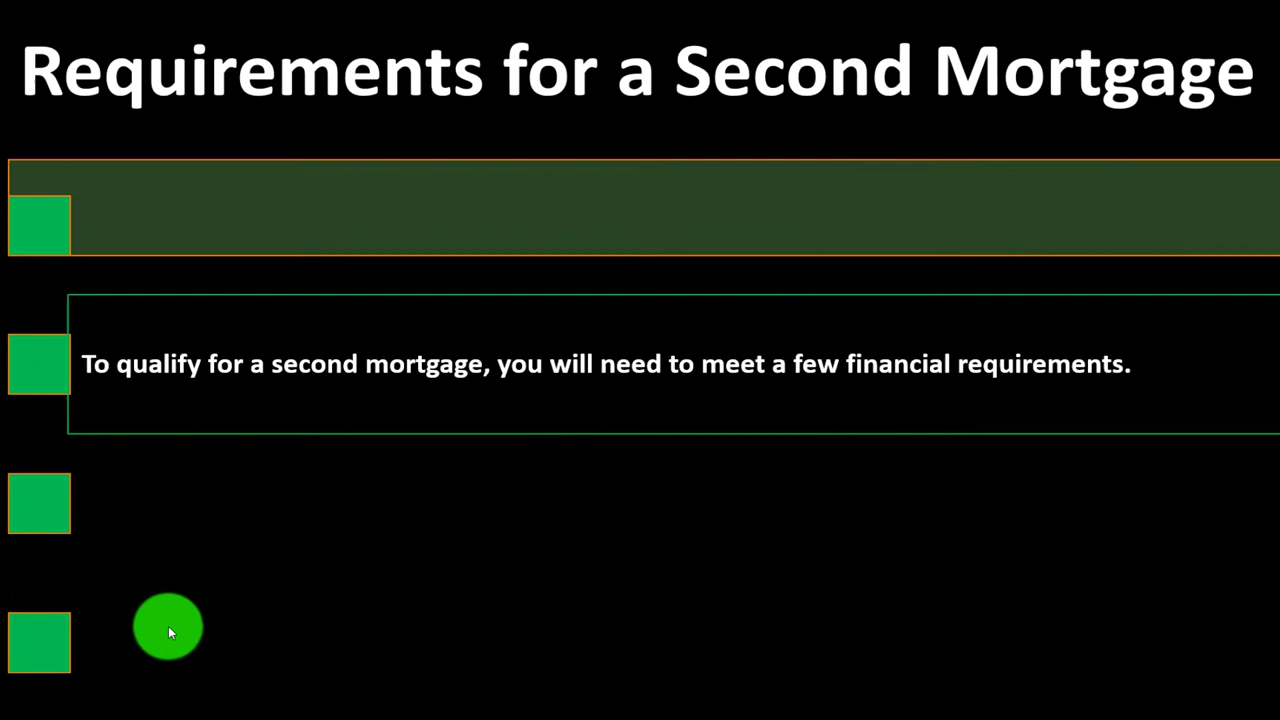 Requirements for a Second Mortgage
To qualify for a second mortgage, you will need to meet a few financial requirements.